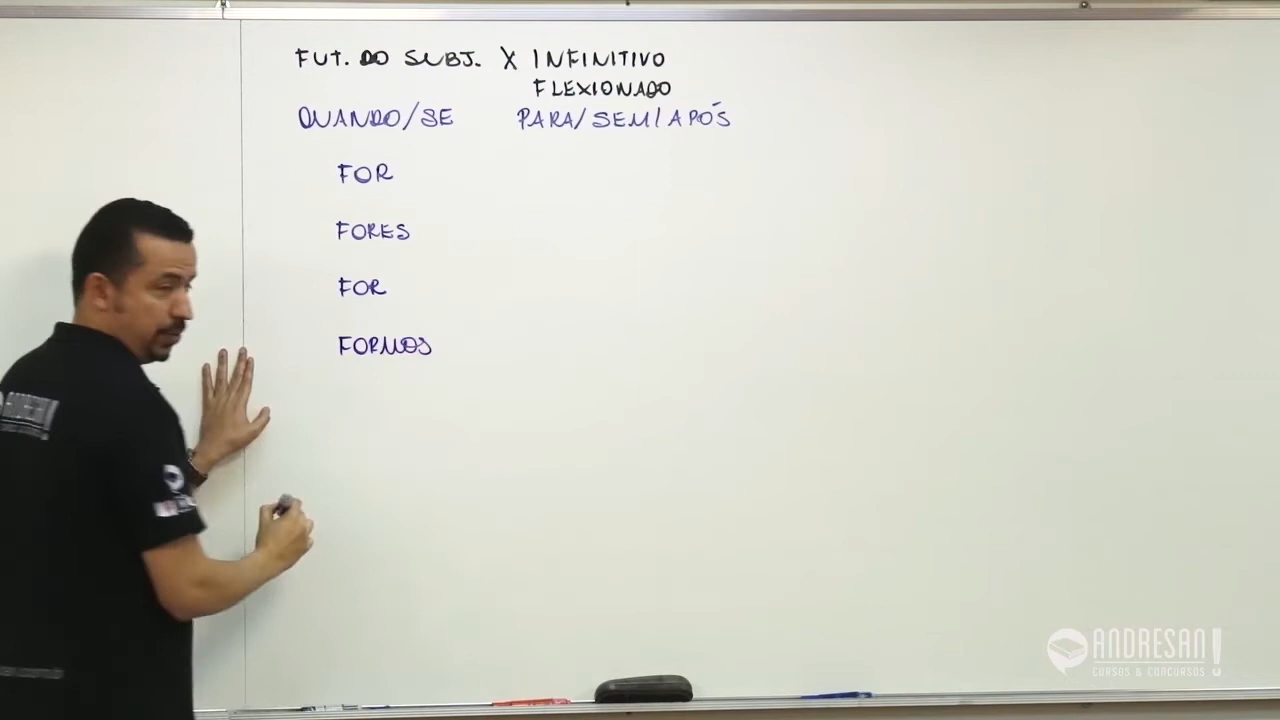 FUT. DO SUBJ. X INFINITIVO
FLEXIONADO
QUANDO/SE PARA/SEM/APÓS
FOR
FORES
FOR
FORMOS
ANDRESAN!
CURSOS & CONCURSOS